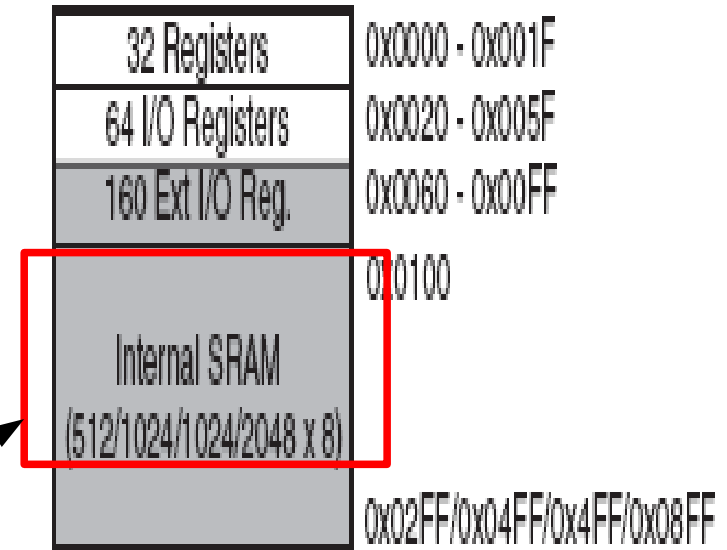 32 Registers 0x0000 - 0x001F
64 I/O Registers 0x0020 - 0x005F
160 Ext I/O Reg. 0x0060 - 0x00FF
0x0100
Internal SRAM
(512/1024/1024/2048 x 8)
0x02FF/0x04FF/0x4FF/0x08FF